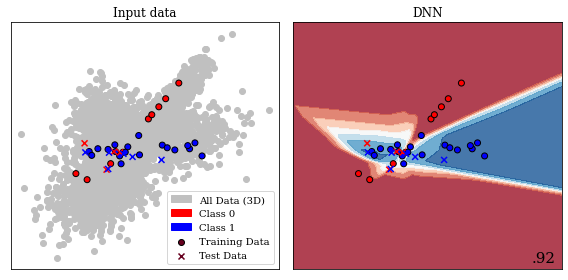 Input data
DNN
All Data (3D)
Class 0
Class 1
Training Data
Test Data
.92